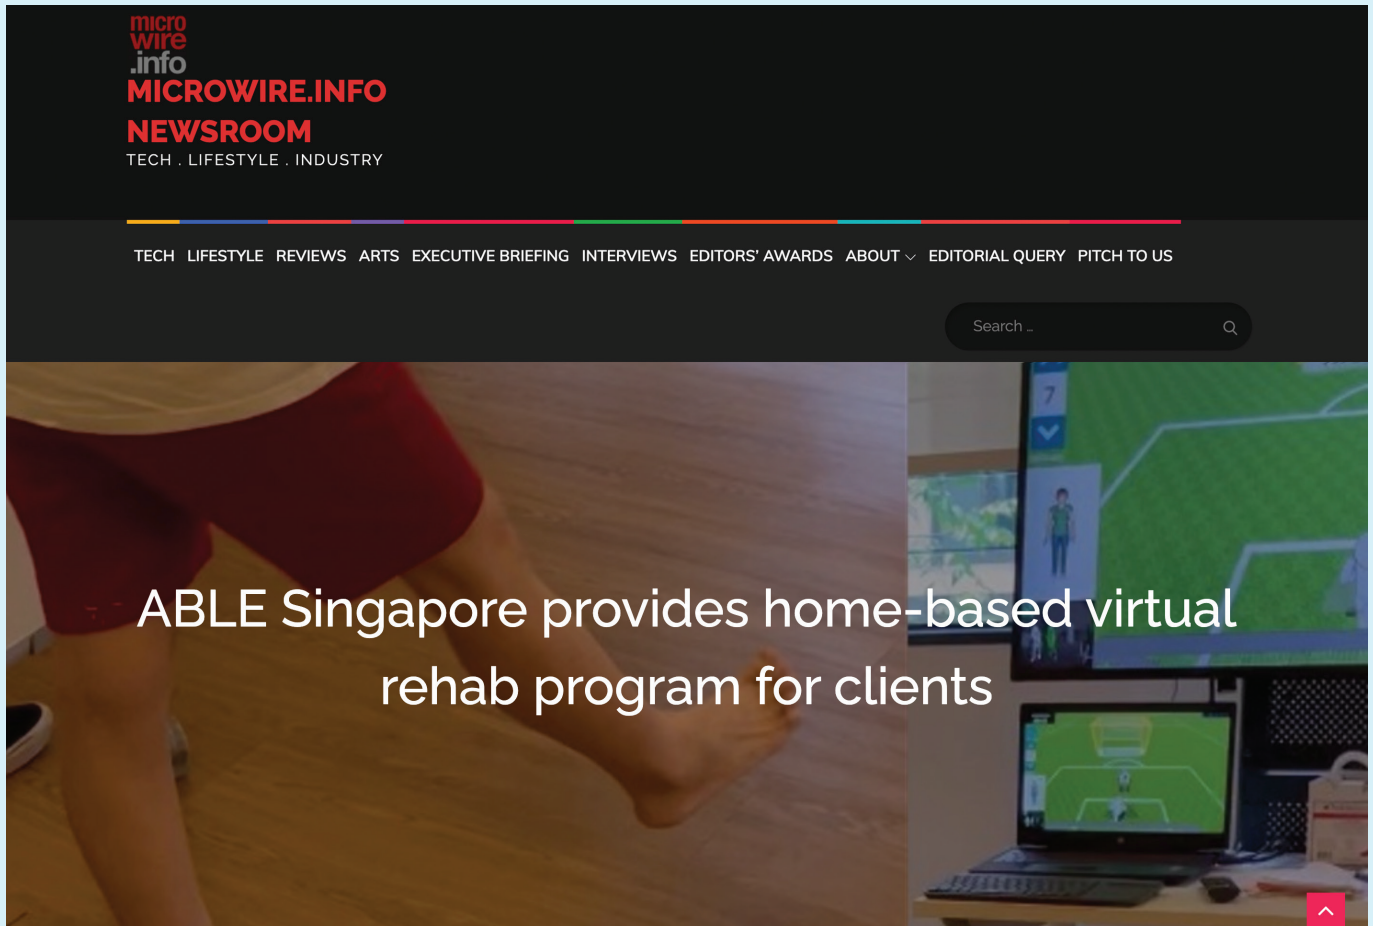 micro
wire
.info
MICROWIRE.INFO
NEWSROOM
TECH . LIFESTYLE . INDUSTRY
TECH LIFESTYLE REVIEWS ARTS EXECUTIVE BRIEFING INTERVIEWS EDITORS’ AWARDS ABOUT EDITORIAL QUERY PITCH TO US
Search …
7
ABLE Singapore provides home-based virtual
rehab program for clients